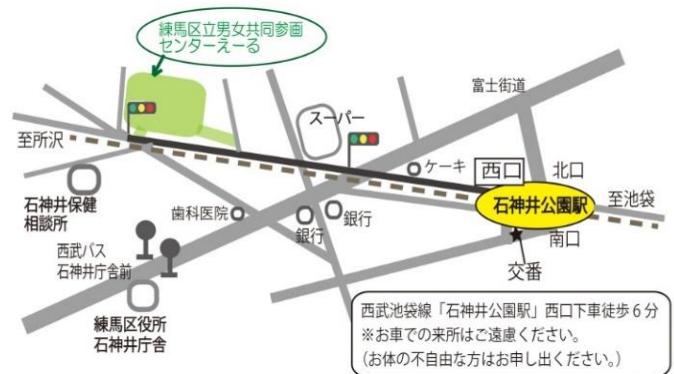 練馬区立男女共同参画
センターえーる
富士街道
スーパー
至所沢
ケーキ
西口
北口
石神井公園駅
至池袋
石神井保健
相談所
歯科医院
銀行
銀行
南口
交番
西武バス
石神井庁舎前
練馬区役所
石神井庁舎
西武池袋線「石神井公園駅」西口下車徒歩6分
※お車での来所はご遠慮ください。
(お体の不自由な方はお申し出ください。)